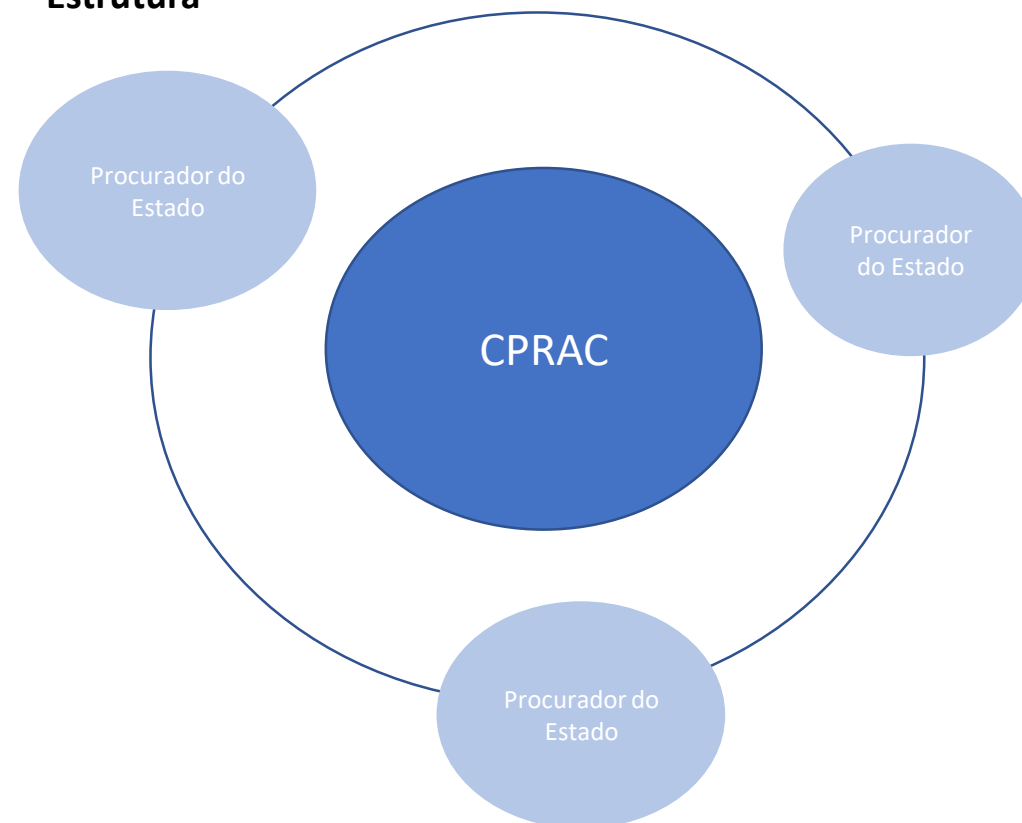 Estrutura
Procurador do
Estado
Procurador
do Estado
CPRAC
Procurador do
Estado